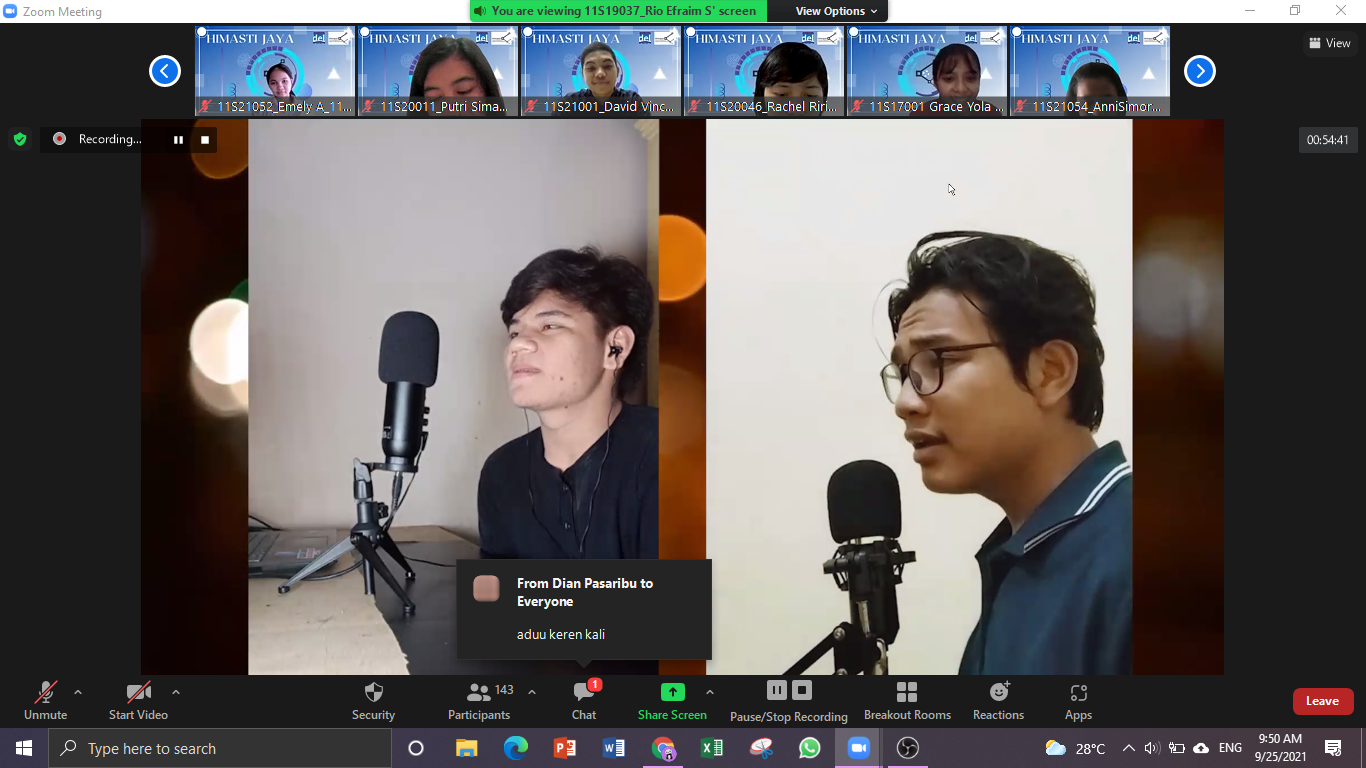 Zoom Meeting
You are viewing 11S19037_Rio Efraim S' screen
View Options
HIMASTI JAYA
del
HIMASTI JAYA
del
HIMASTI JAYA
del
HIMASTI JAYA
del
HIMASTI JAYA
del
HIMASTI JAYA
del
View
11S21052_Emely A_11...
11S20011_Putri Sima...
11S21001_David Vinc...
11S20046_Rachel Riri...
11S17001 Grace Yola ...
11S21054_AnniSimor...
Recording...
00:54:41
From Dian Pasaribu to
Everyone
aduu keren kali
Unmute
Start Video
Security
143
Participants
1
Chat
Share Screen
Pause/Stop Recording
Breakout Rooms
Reactions
Apps
Leave
Type here to search
28°C
ENG
9:50 AM
9/25/2021